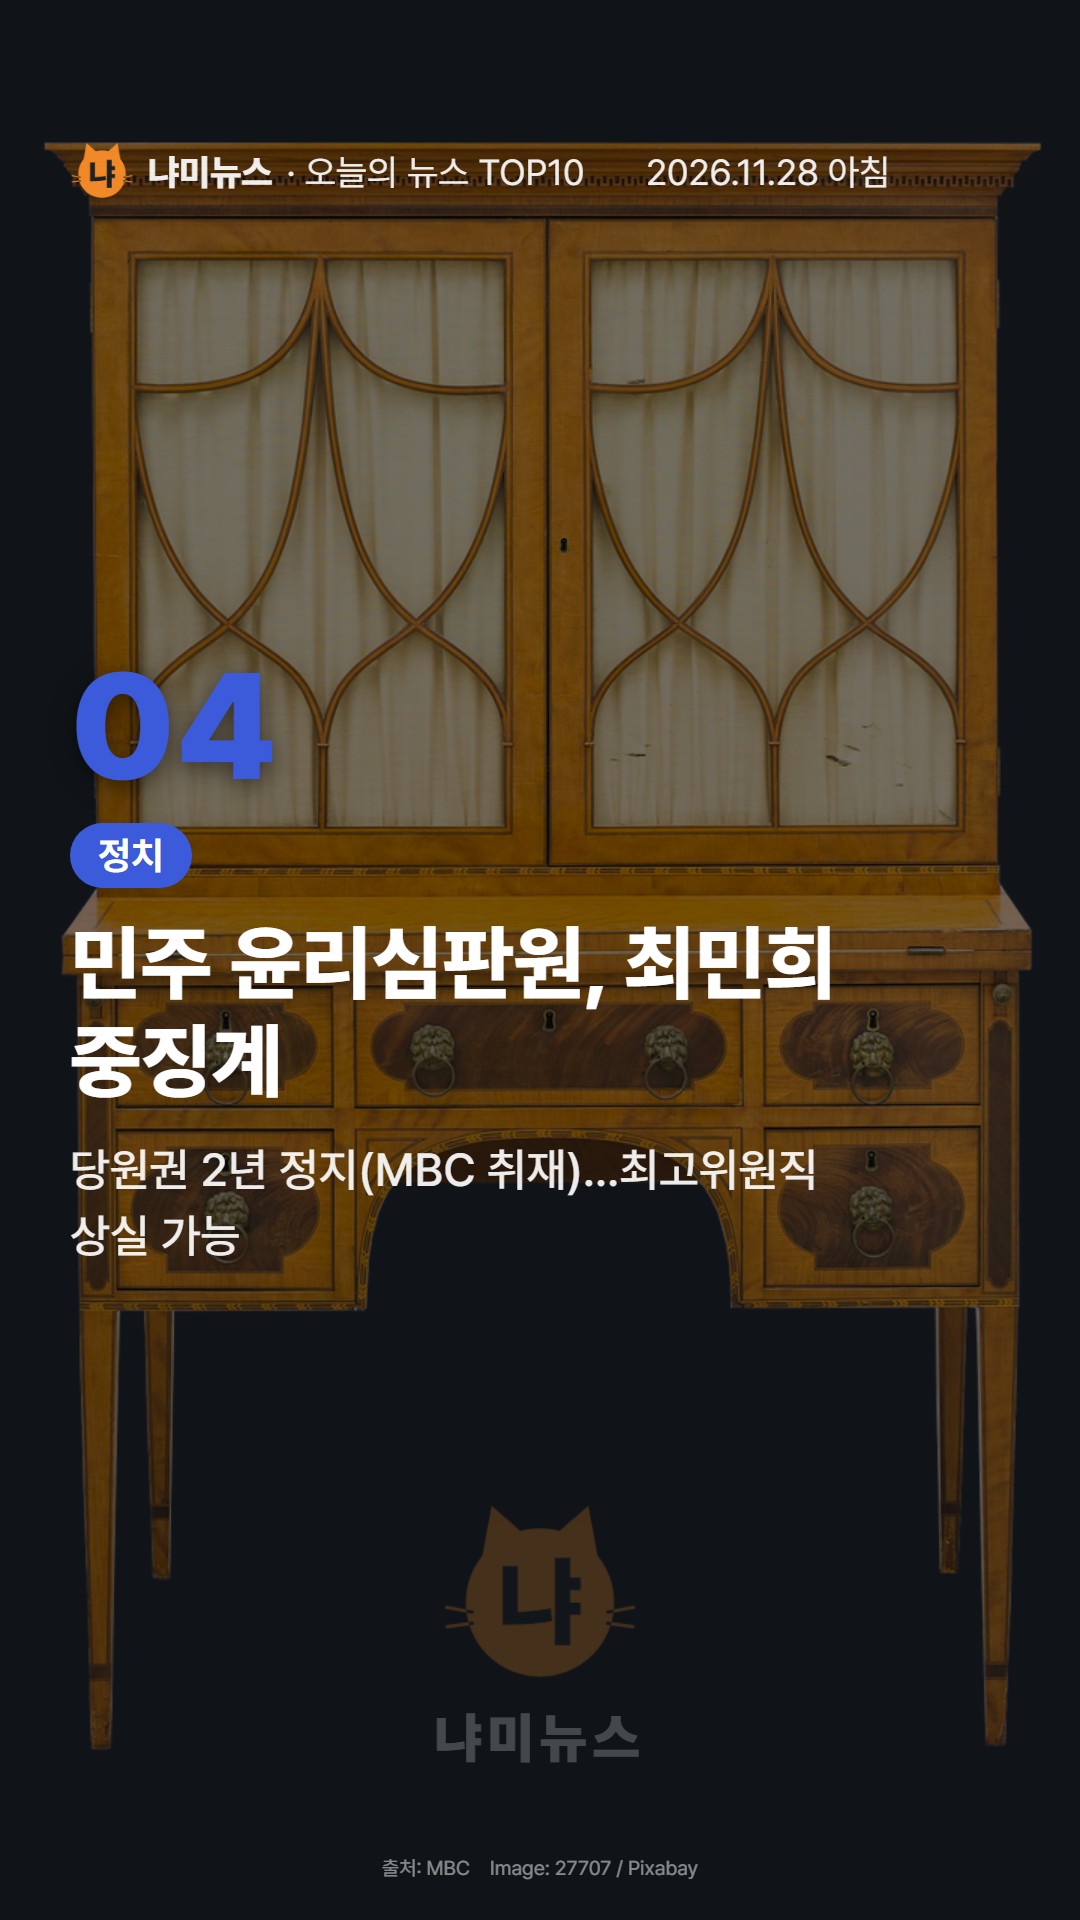 냐 냐미뉴스 · 오늘의 뉴스 TOP10 2026.11.28 아침
04
정치
민주 윤리심판원, 최민희
중징계
당원권 2년 정지(MBC 취재)...최고위원직
상실 가능
냐
냐미뉴스
출처: MBC Image: 27707 / Pixabay